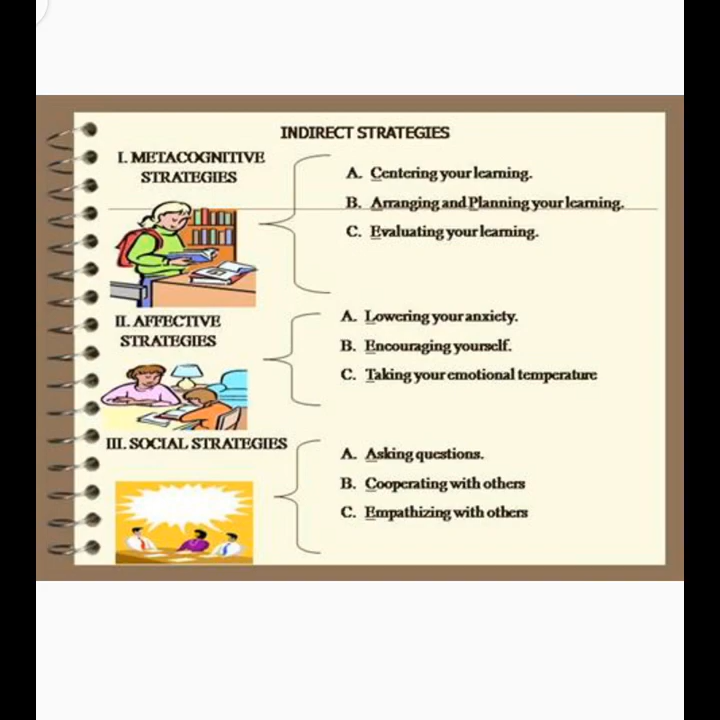 INDIRECT STRATEGIES
I. METACOGNITIVE
STRATEGIES
A. Centering your learning.
B. Arranging and Planning your learning.
C. Evaluating your learning.
II. AFFECTIVE
STRATEGIES
A. Lowering your anxiety.
B. Encouraging yourself.
C. Taking your emotional temperature
III. SOCIAL STRATEGIES
A. Asking questions.
B. Cooperating with others
C. Empathizing with others